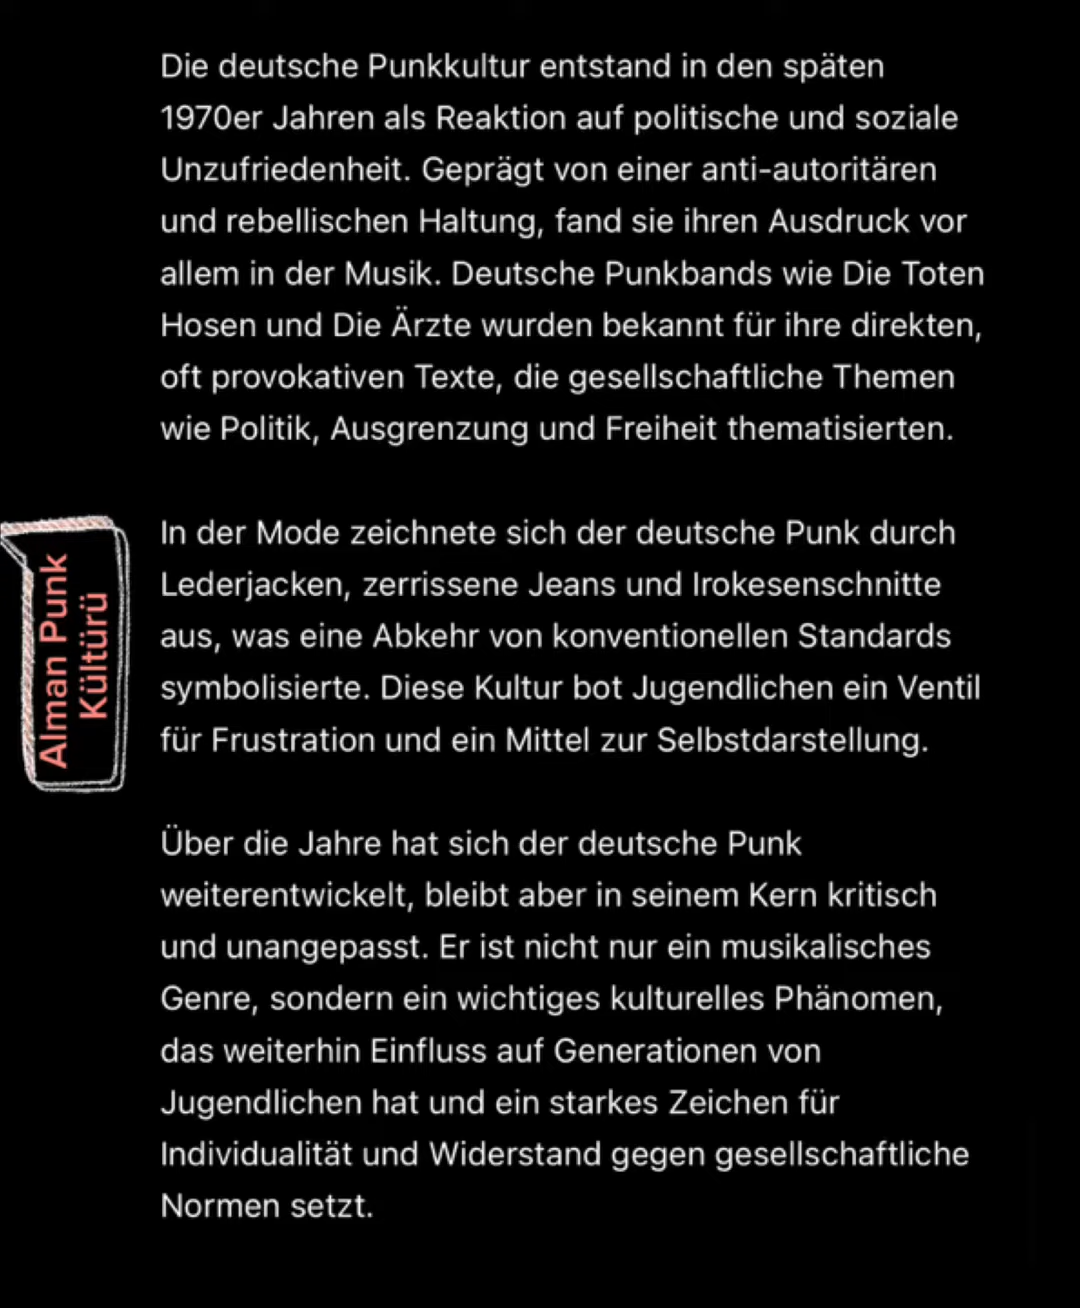 Die deutsche Punkkultur entstand in den späten
1970er Jahren als Reaktion auf politische und soziale
Unzufriedenheit. Geprägt von einer anti-autoritären
und rebellischen Haltung, fand sie ihren Ausdruck vor
allem in der Musik. Deutsche Punkbands wie Die Toten
Hosen und Die Ärzte wurden bekannt für ihre direkten,
oft provokativen Texte, die gesellschaftliche Themen
wie Politik, Ausgrenzung und Freiheit thematisierten.
Alman Punk
Kültürü
In der Mode zeichnete sich der deutsche Punk durch
Lederjacken, zerrissene Jeans und Irokesenschnitte
aus, was eine Abkehr von konventionellen Standards
symbolisierte. Diese Kultur bot Jugendlichen ein Ventil
für Frustration und ein Mittel zur Selbstdarstellung.
Über die Jahre hat sich der deutsche Punk
weiterentwickelt, bleibt aber in seinem Kern kritisch
und unangepasst. Er ist nicht nur ein musikalisches
Genre, sondern ein wichtiges kulturelles Phänomen,
das weiterhin Einfluss auf Generationen von
Jugendlichen hat und ein starkes Zeichen für
Individualität und Widerstand gegen gesellschaftliche
Normen setzt.